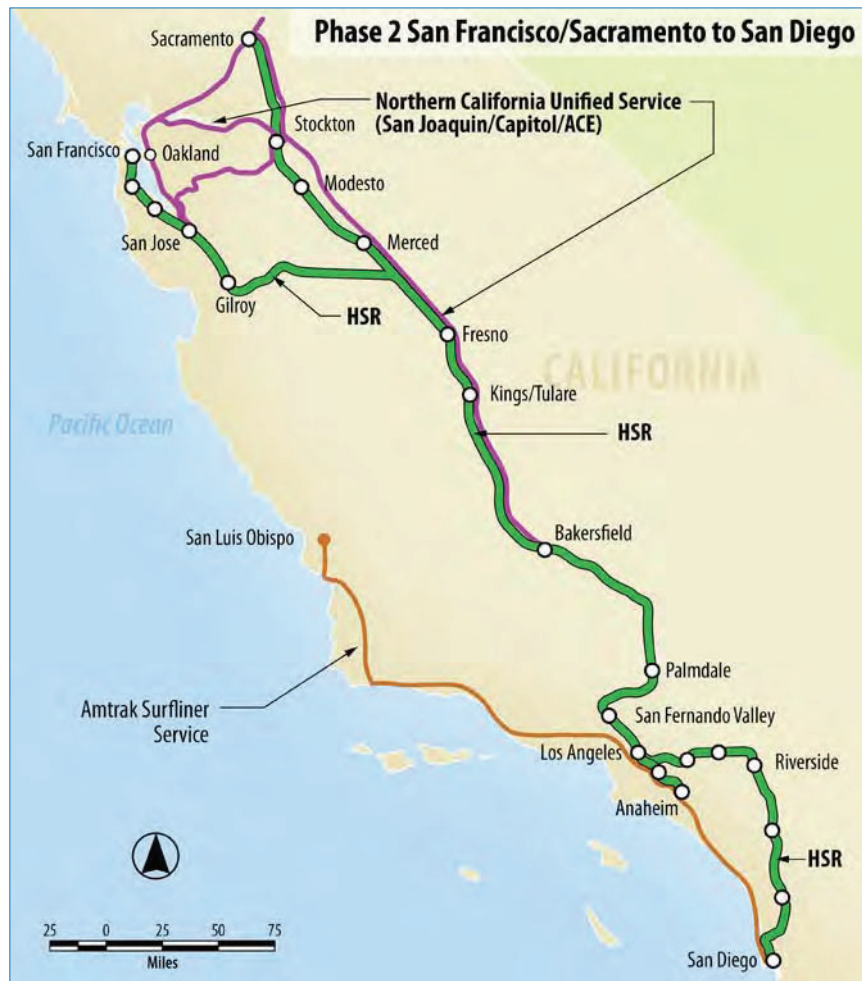 Phase 2 San Francisco/Sacramento to San Diego
Sacramento
Northern California Unified Service
(San Joaquin/Capitol/ACE)
Stockton
San Francisco
Oakland
Modesto
San Jose
Merced
Gilroy
HSR
Fresno
CALIFORNIA
Kings/Tulare
Pacific Ocean
HSR
San Luis Obispo
Bakersfield
Palmdale
Amtrak Surfliner
Service
San Fernando Valley
Los Angeles
Riverside
Anaheim
HSR
25 0 25 50 75
Miles
San Diego